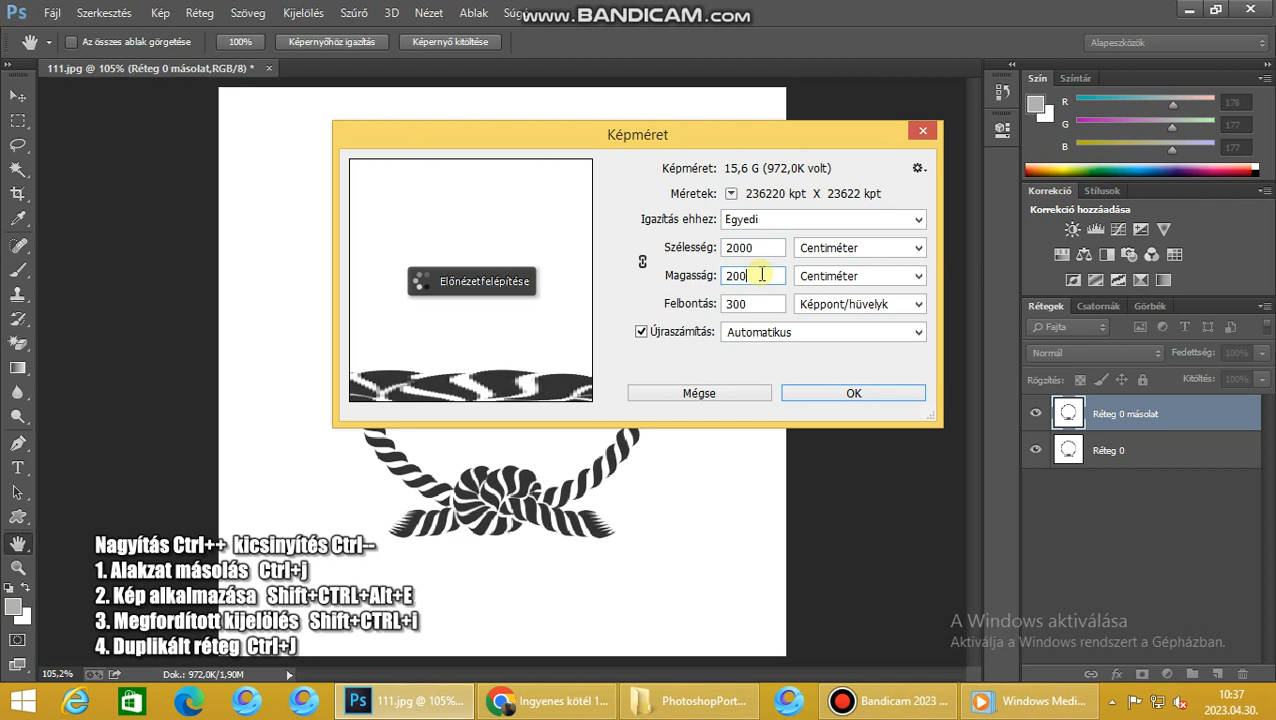 www.BANDICAM.com
Ps Fájl Szerkesztés Kép Réteg Szöveg Kijelölés Szűrő 3D Nézet Ablak Súgó
Az összes ablak görgetése 100% Képernyőhöz igazítás Képernyő kitöltése Alapeszközök
111.jpg @ 105% (Réteg 0 másolat,RGB/8) * ×
Képméret
Képméret: 15,6 G (972,0K volt)
Méretek: 236220 kpt X 23622 kpt
Igazítás ehhez: Egyedi
Szélesség: 2000 Centiméter
Magasság: 200 Centiméter
Felbontás: 300 Képpont/hüvelyk
Újraszámítás: Automatikus
Mégse OK
Előnézetfelépítése
Szín Színtár
R 178
G 177
B 177
Korrekció Stílusok
Korrekció hozzáadása
Rétegek Csatornák Görbék
Fajta
Normál Fedettség: 100%
Rögzítés: Kitöltés: 100%
Réteg 0 másolat
Réteg 0
Nagyítás Ctrl++ kicsinyítés Ctrl--
1. Alakzat másolás Ctrl+j
2. Kép alkalmazása Shift+CTRL+Alt+E
3. Megfordított kijelölés Shift+CTRL+i
4. Duplikált réteg Ctrl+J
A Windows aktiválása
Aktiválja a Windows rendszert a Gépházban.
105,2% Dok.: 972,0K/1,90M
Ps 111.jpg @ 105%... Ingyenes kötél 1... PhotoshopPort... Bandicam 2023 ... Windows Medi...
10:37
2023.04.30.